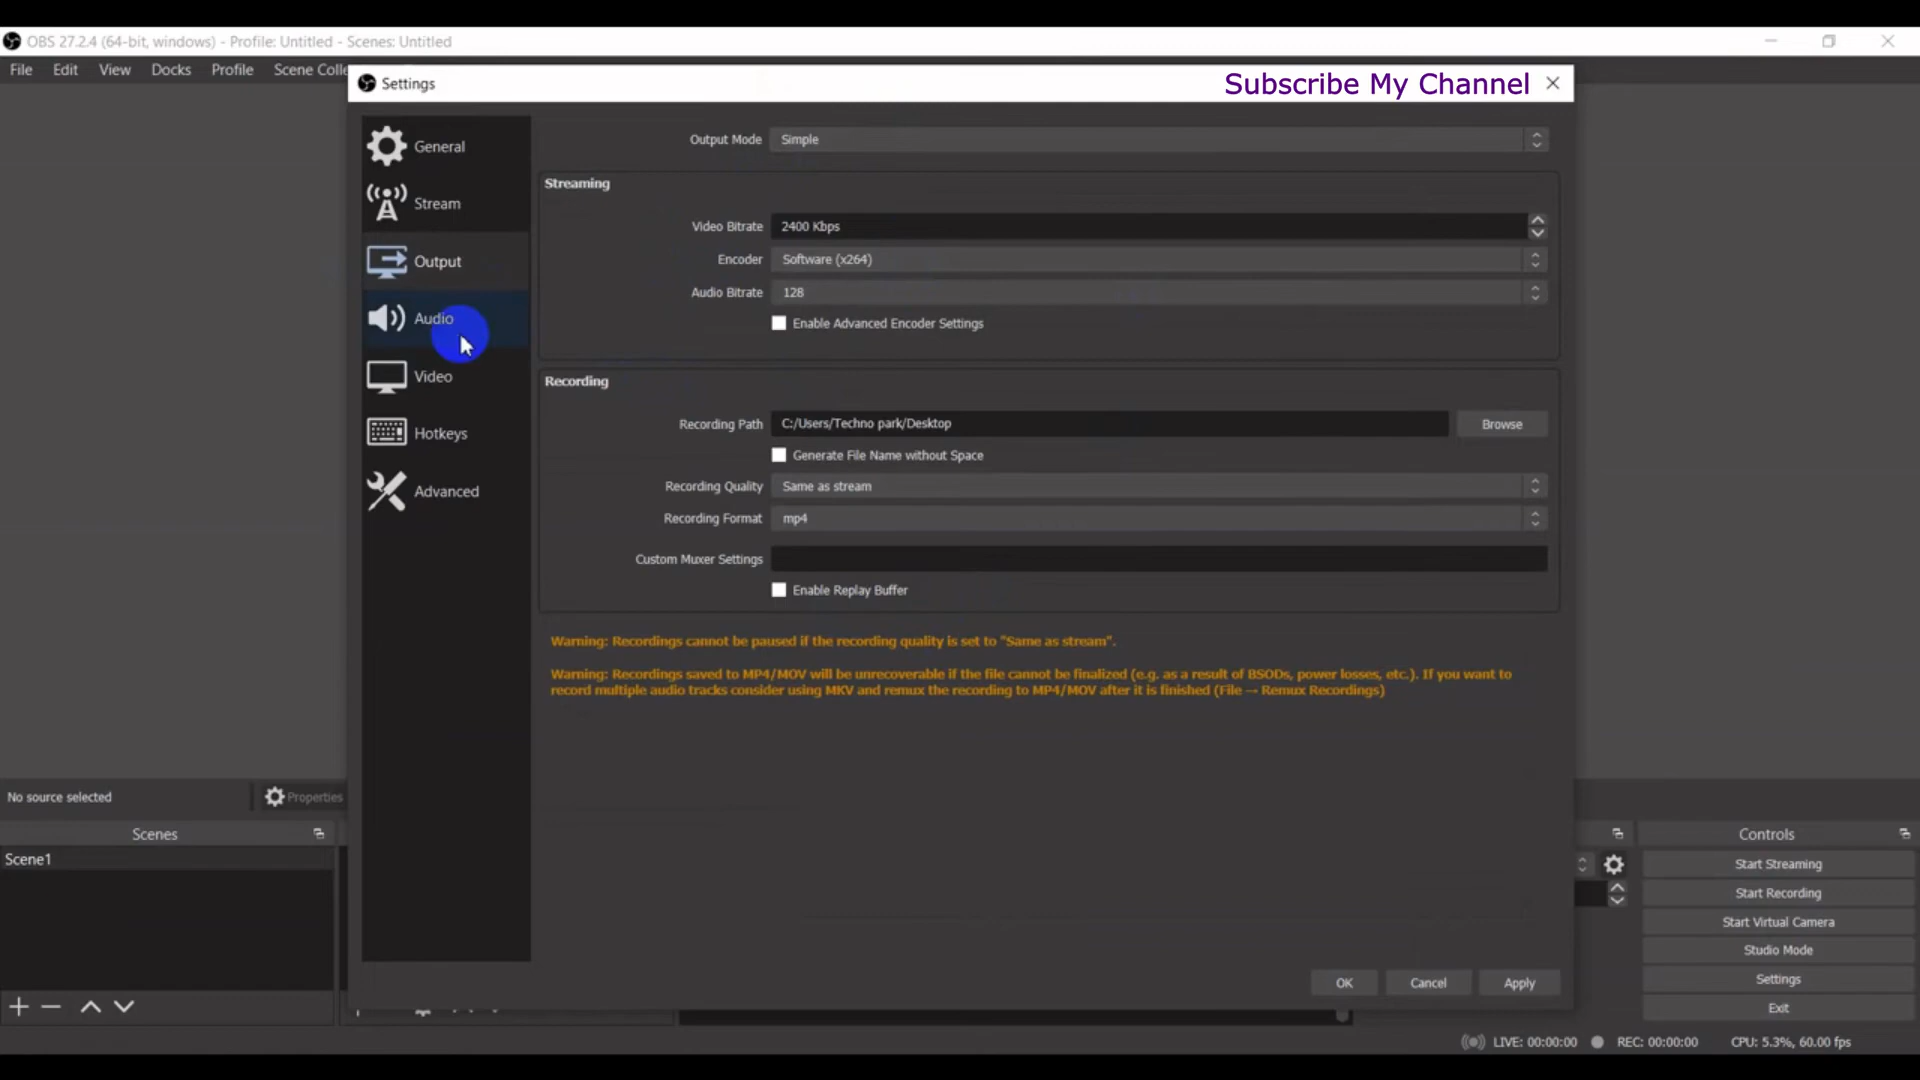 OBS 27.2.4 (64-bit, windows) - Profile: Untitled - Scenes: Untitled
File Edit View Docks Profile Scene Colle
Settings
Subscribe My Channel
General
Stream
Output
Audio
Video
Hotkeys
Advanced
Output Mode Simple
Streaming
Video Bitrate 2400 Kbps
Encoder Software (x264)
Audio Bitrate 128
Enable Advanced Encoder Settings
Recording
Recording Path C:/Users/Techno park/Desktop Browse
Generate File Name without Space
Recording Quality Same as stream
Recording Format mp4
Custom Muxer Settings
Enable Replay Buffer
Warning: Recordings cannot be paused if the recording quality is set to "Same as stream".
Warning: Recordings saved to MP4/MOV will be unrecoverable if the file cannot be finalized (e.g. as a result of BSODs, power losses, etc.). If you want to
record multiple audio tracks consider using MKV and remux the recording to MP4/MOV after it is finished (File → Remux Recordings)
OK Cancel Apply
No source selected Properties
Scenes
Scene1
Controls
Start Streaming
Start Recording
Start Virtual Camera
Studio Mode
Settings
Exit
LIVE: 00:00:00 REC: 00:00:00 CPU: 5.3%, 60.00 fps